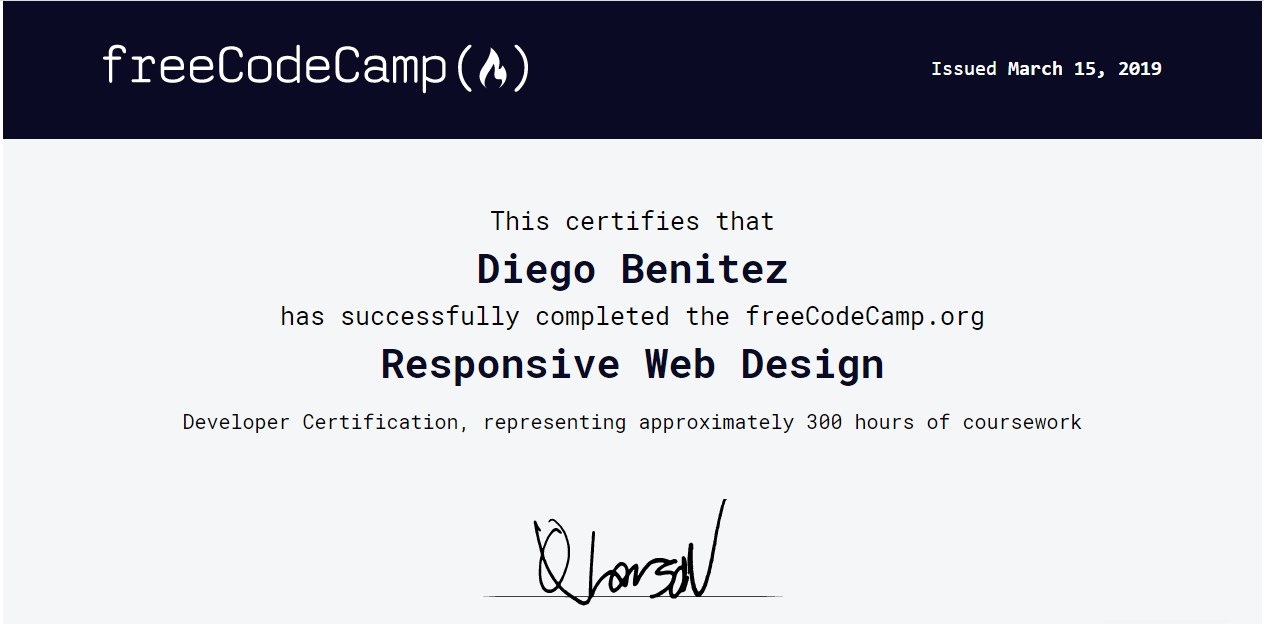 freeCodeCamp
Issued March 15, 2019
This certifies that
Diego Benitez
has successfully completed the freeCodeCamp.org
Responsive Web Design
Developer Certification, representing approximately 300 hours of coursework